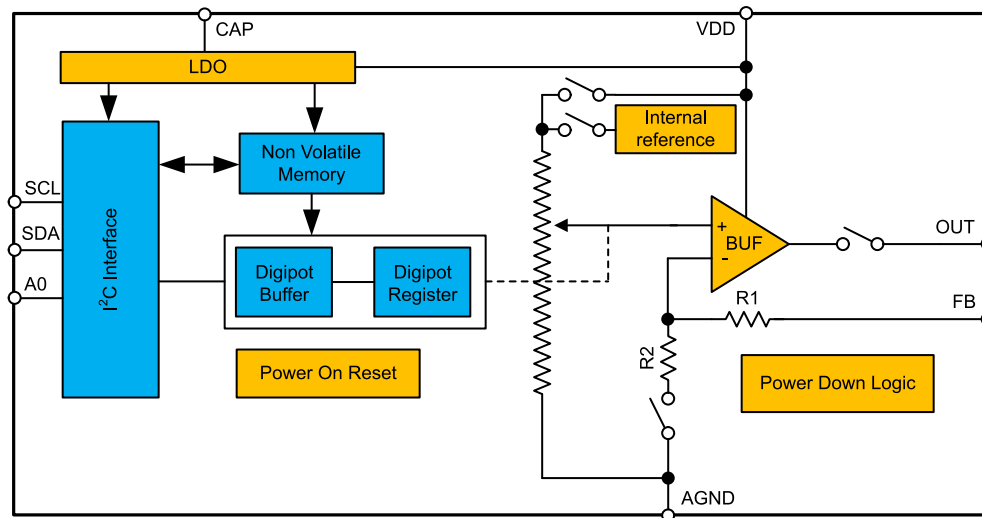 CAP
VDD
LDO
Internal
reference
Non Volatile
Memory
SCL
SDA
A0
I²C Interface
Digipot
Buffer
Digipot
Register
+
BUF
-
OUT
R1
FB
R2
Power On Reset
Power Down Logic
AGND